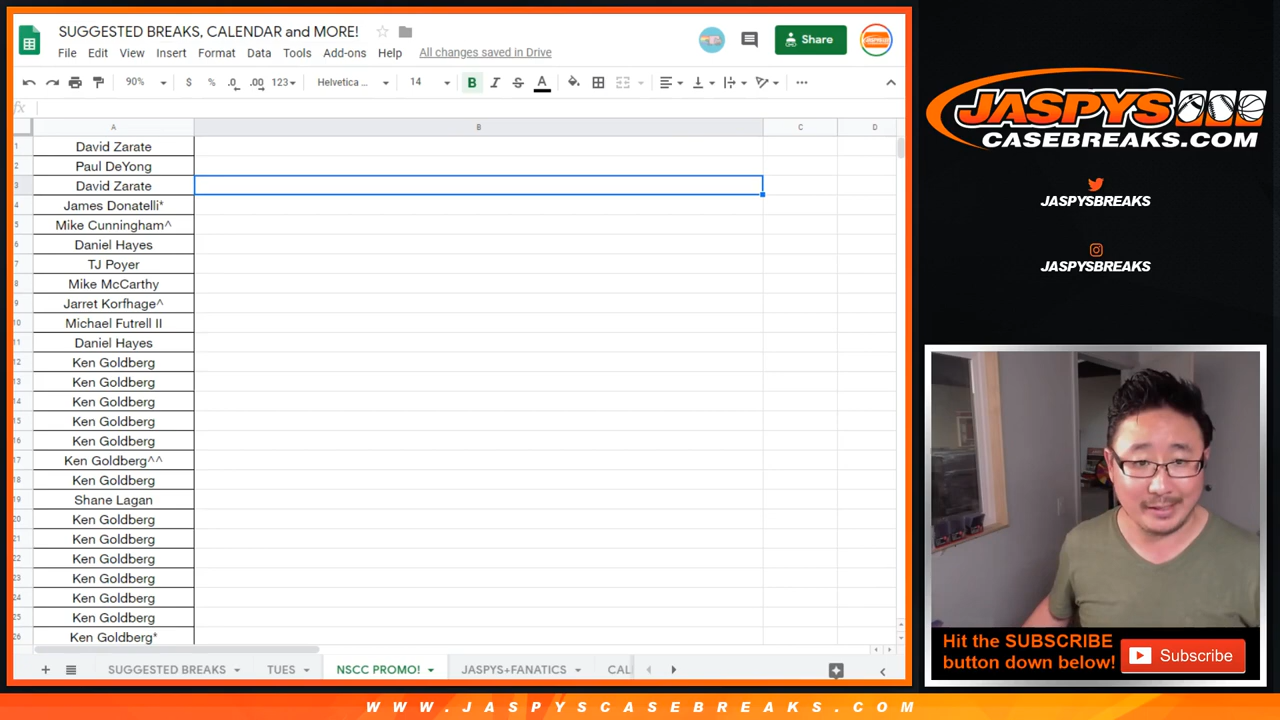 SUGGESTED BREAKS, CALENDAR and MORE!
File Edit View Insert Format Data Tools Add-ons Help All changes saved in Drive
Share
90% $ % .0 .00 123 Helvetica ... 14 B I S A ...
fx
A B C D
1 David Zarate
2 Paul DeYong
3 David Zarate
4 James Donatelli*
5 Mike Cunningham^
6 Daniel Hayes
7 TJ Poyer
8 Mike McCarthy
9 Jarret Korfhage^
10 Michael Futrell II
11 Daniel Hayes
12 Ken Goldberg
13 Ken Goldberg
14 Ken Goldberg
15 Ken Goldberg
16 Ken Goldberg
17 Ken Goldberg^^
18 Ken Goldberg
19 Shane Lagan
20 Ken Goldberg
21 Ken Goldberg
22 Ken Goldberg
23 Ken Goldberg
24 Ken Goldberg
25 Ken Goldberg
26 Ken Goldberg*
SUGGESTED BREAKS TUES NSCC PROMO! JASPYS+FANATICS CAL
JASPYS
CASEBREAKS.COM
JASPYSBREAKS
JASPYSBREAKS
Hit the SUBSCRIBE
button down below!
Subscribe
WWW.JASPYSCASEBREAKS.COM